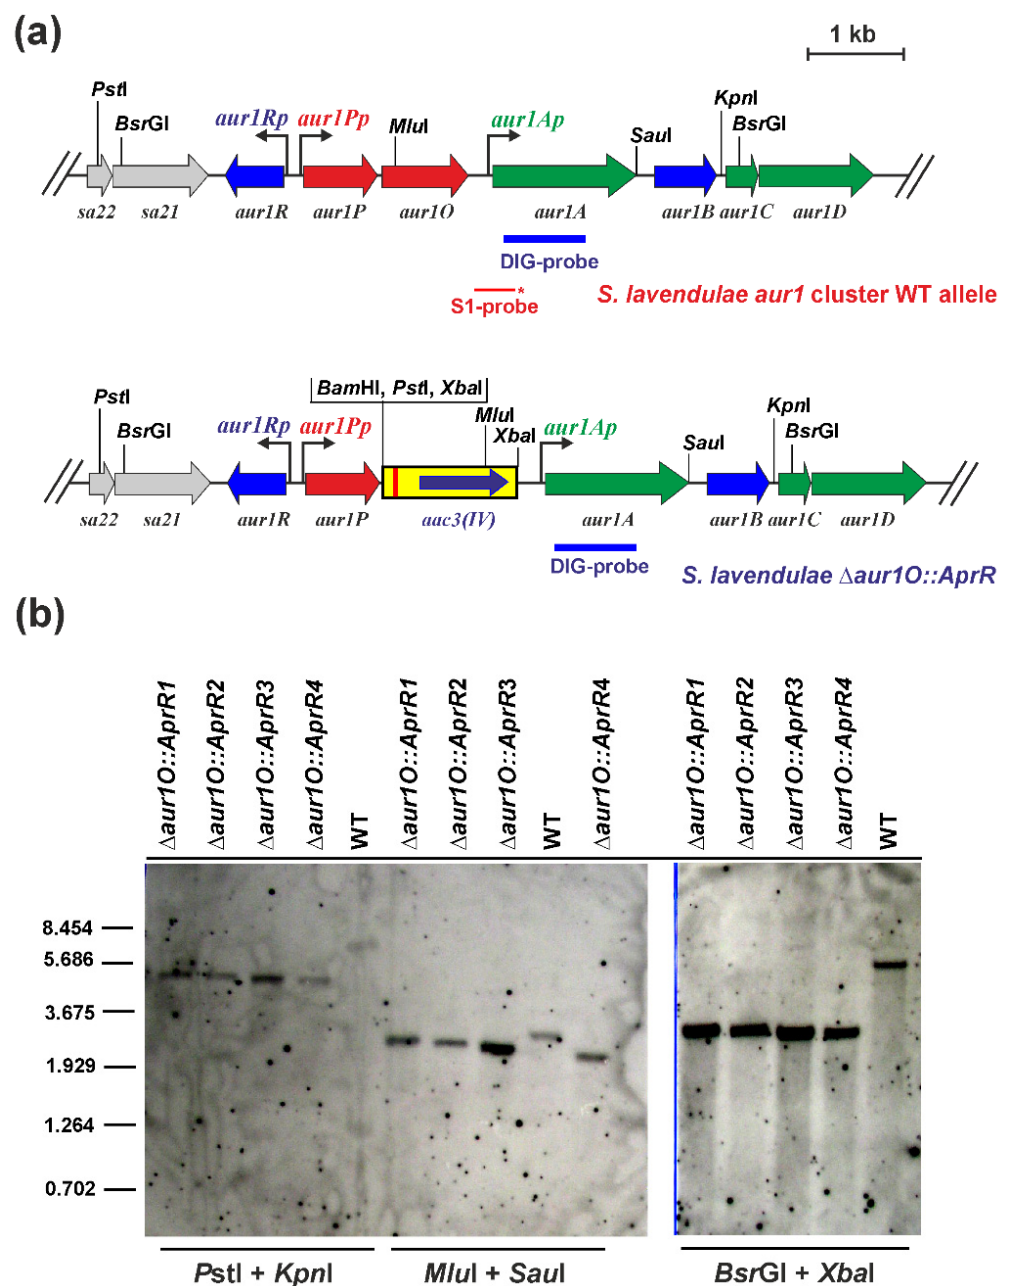 (a)
1 kb
PstI
BsrGI
aur1Rp
aur1Pp
MluI
aur1Ap
SauI
KpnI
BsrGI
sa22 sa21 aur1R aur1P aur1O aur1A aur1B aur1C aur1D
DIG-probe
S1-probe
*
S. lavendulae aur1 cluster WT allele
BamHI, PstI, XbaI
PstI
BsrGI
aur1Rp
aur1Pp
MluI
XbaI
aur1Ap
SauI
KpnI
BsrGI
sa22 sa21 aur1R aur1P aac3(IV) aur1A aur1B aur1C aur1D
DIG-probe
S. lavendulae Δaur1O::AprR
(b)
Δaur1O::AprR1
Δaur1O::AprR2
Δaur1O::AprR3
Δaur1O::AprR4
WT
Δaur1O::AprR1
Δaur1O::AprR2
Δaur1O::AprR3
WT
Δaur1O::AprR4
Δaur1O::AprR1
Δaur1O::AprR2
Δaur1O::AprR3
Δaur1O::AprR4
WT
8.454
5.686
3.675
1.929
1.264
0.702
PstI + KpnI
MluI + SauI
BsrGI + XbaI